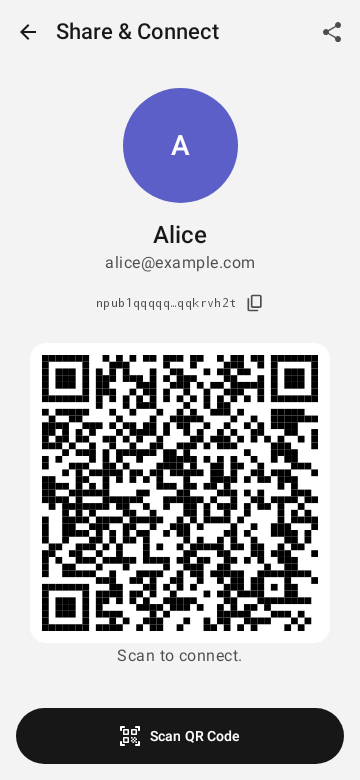 Share & Connect
A
Alice
alice@example.com
npub1qqqqq…qqkrvh2t
Scan to connect.
Scan QR Code